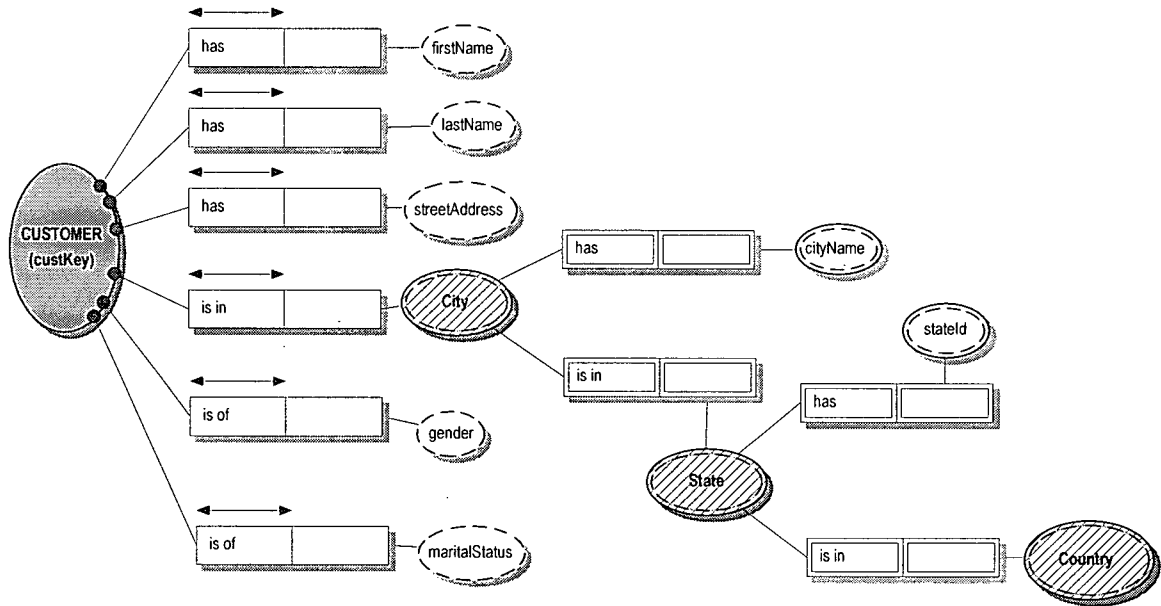 has
firstName
has
lastName
has
streetAddress
CUSTOMER
(custKey)
has
cityName
is in
City
stateId
is in
has
is of
gender
State
is of
maritalStatus
is in
Country